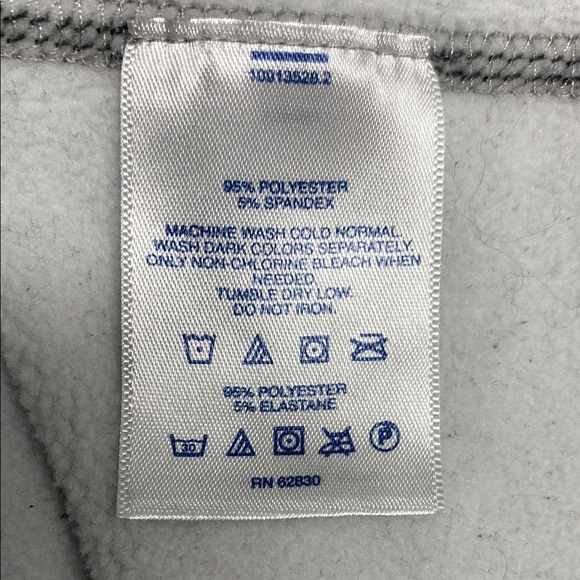 10913528.2
95% POLYESTER
5% SPANDEX
MACHINE WASH COLD NORMAL.
WASH DARK COLORS SEPARATELY.
ONLY NON-CHLORINE BLEACH WHEN
NEEDED
TUMBLE DRY LOW.
DO NOT IRON.
95% POLYESTER
5% ELASTANE
30
P
RN 62830